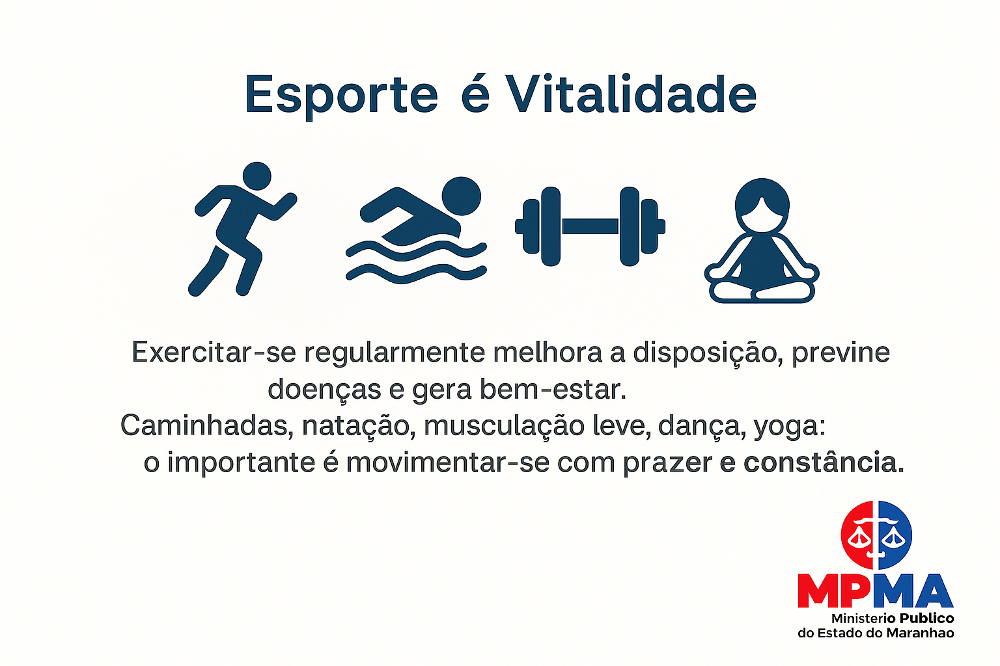 Esporte é Vitalidade
Exercitar-se regularmente melhora a disposição, previne
doenças e gera bem-estar.
Caminhadas, natação, musculação leve, dança, yoga:
o importante é movimentar-se com prazer e constância.
MPMA
Ministerio Publico
do Estado do Maranhao